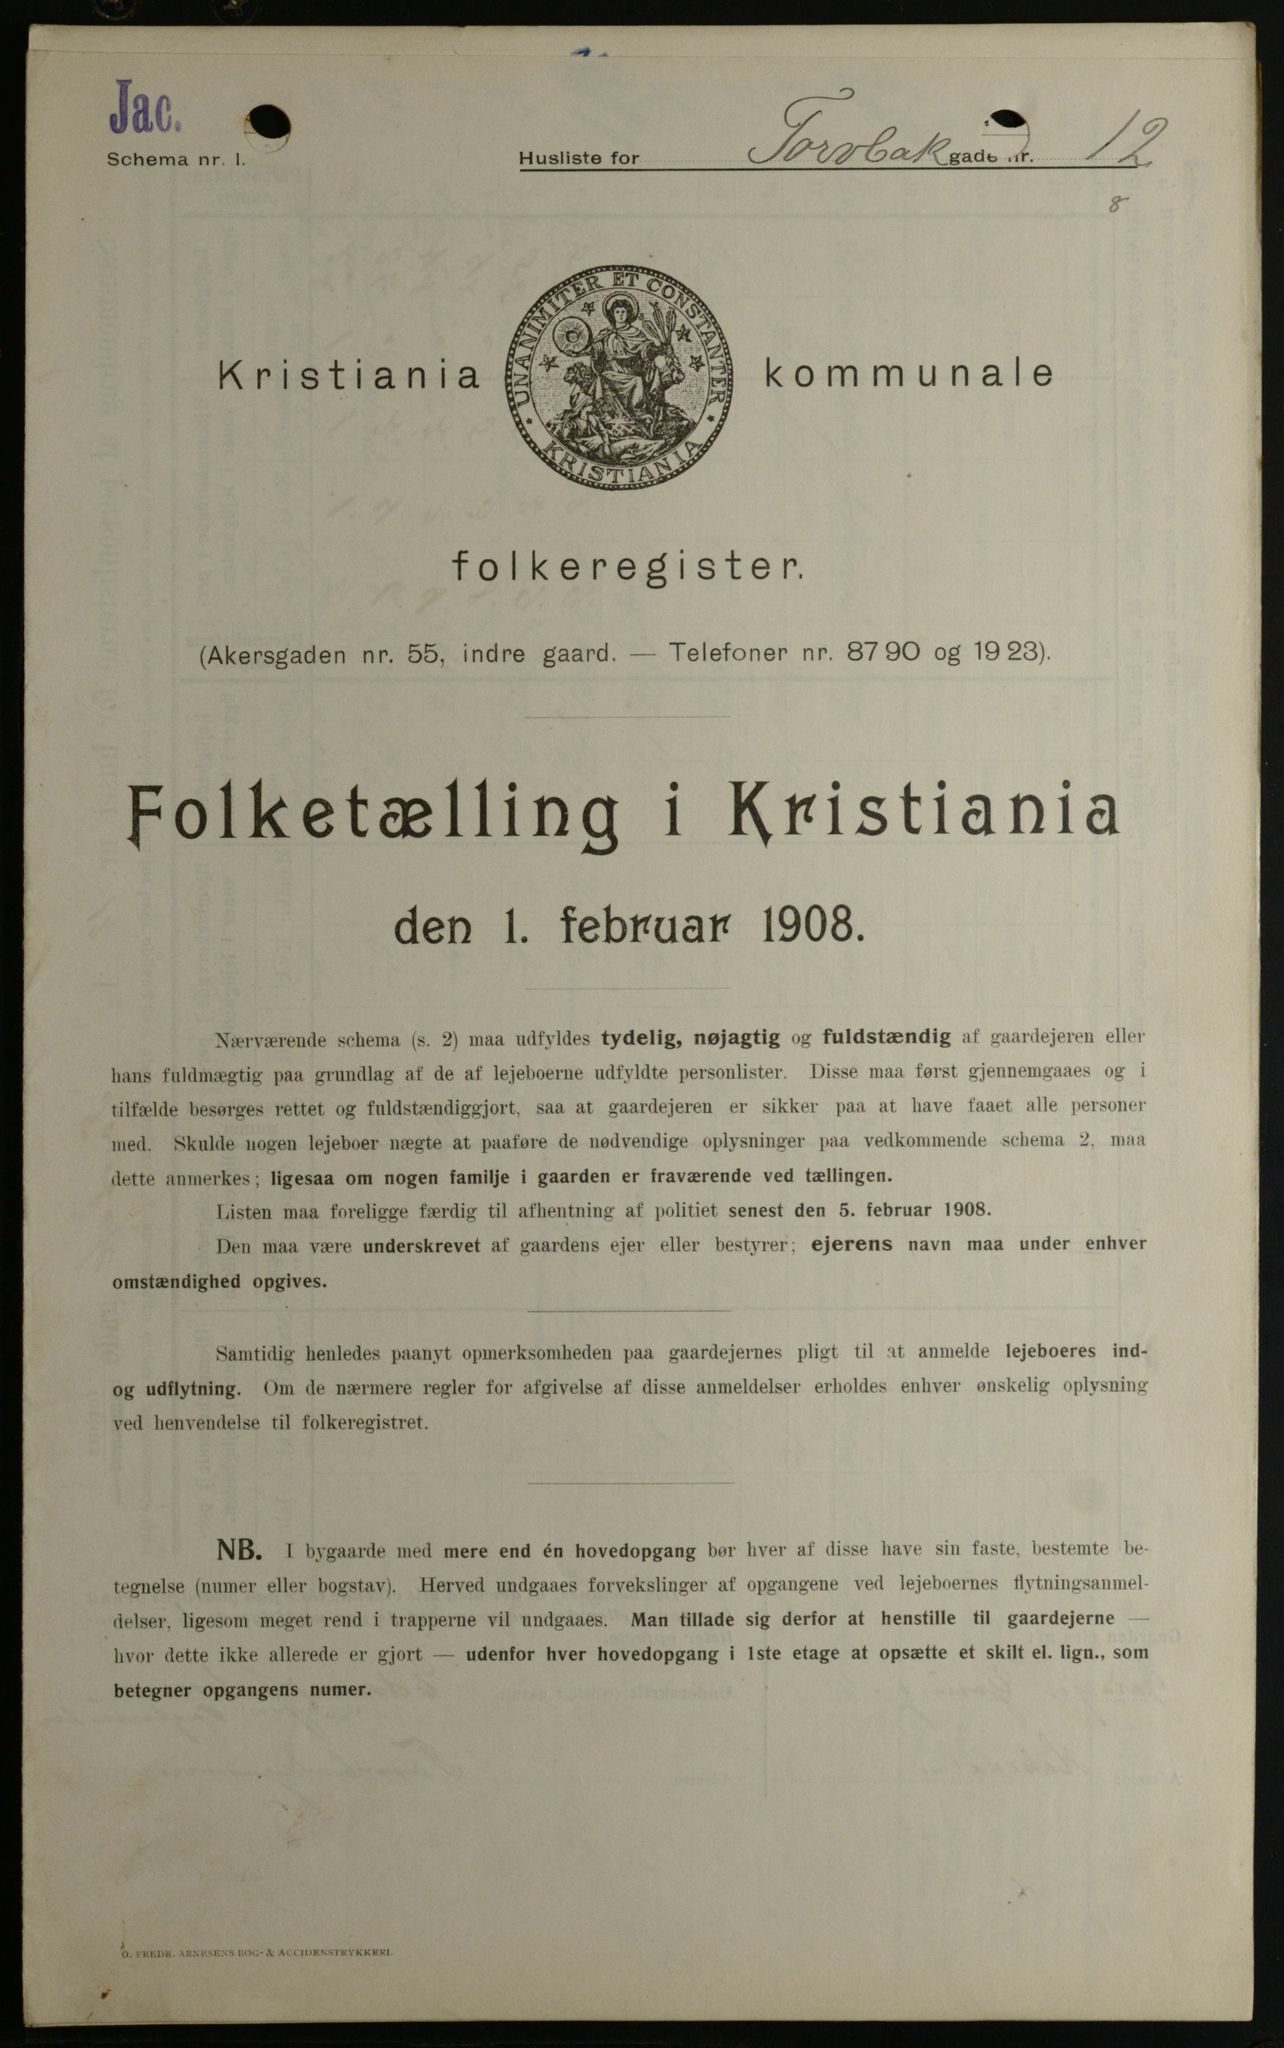 Jac.
Schema nr. 1.
Husliste for Torvbak gade nr. 12
8
UNANIMITER ET CONSTANTER
KRISTIANIA
Kristiania kommunale
folkeregister.
(Akersgaden nr. 55, indre gaard. — Telefoner nr. 8790 og 1923).
Folketælling i Kristiania
den 1. februar 1908.
Nærværende schema (s. 2) maa udfyldes tydelig, nøjagtig og fuldstændig af gaardejeren eller
hans fuldmægtig paa grundlag af de af lejeboerne udfyldte personlister. Disse maa først gjennemgaaes og i
tilfælde besørges rettet og fuldstændiggjort, saa at gaardejeren er sikker paa at have faaet alle personer
med. Skulde nogen lejeboer nægte at paaføre de nødvendige oplysninger paa vedkommende schema 2, maa
dette anmerkes; ligesaa om nogen familje i gaarden er fraværende ved tællingen.
Listen maa foreligge færdig til afhentning af politiet senest den 5. februar 1908.
Den maa være underskrevet af gaardens ejer eller bestyrer; ejerens navn maa under enhver
omstændighed opgives.
Samtidig henledes paanyt opmerksomheden paa gaardejernes pligt til at anmelde lejeboeres ind-
og udflytning. Om de nærmere regler for afgivelse af disse anmeldelser erholdes enhver ønskelig oplysning
ved henvendelse til folkeregistret.
NB. I bygaarde med mere end én hovedopgang bør hver af disse have sin faste, bestemte be-
tegnelse (numer eller bogstav). Herved undgaaes forvekslinger af opgangene ved lejeboernes flytningsanmel-
delser, ligesom meget rend i trapperne vil undgaaes. Man tillade sig derfor at henstille til gaardejerne —
hvor dette ikke allerede er gjort — udenfor hver hovedopgang i 1ste etage at opsætte et skilt el. lign., som
betegner opgangens numer.
O. FREDR. ARNESENS BOG- & ACCIDENSTRYKKERI.